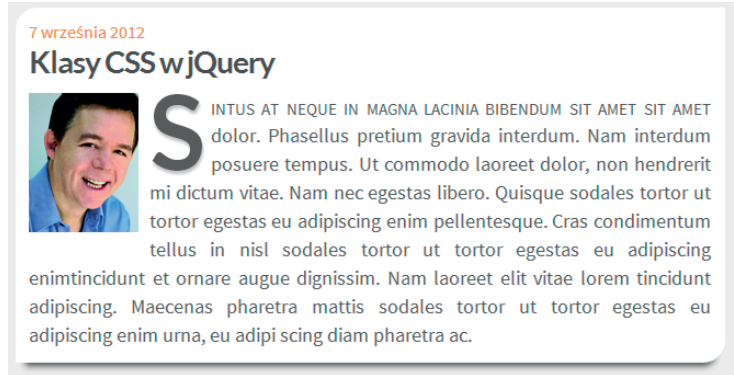 7 września 2012
Klasy CSS w jQuery
SINTUS AT NEQUE IN MAGNA LACINIA BIBENDUM SIT AMET SIT AMET
dolor. Phasellus pretium gravida interdum. Nam interdum
posuere tempus. Ut commodo laoreet dolor, non hendrerit
mi dictum vitae. Nam nec egestas libero. Quisque sodales tortor ut
tortor egestas eu adipiscing enim pellentesque. Cras condimentum
tellus in nisl sodales tortor ut tortor egestas eu adipiscing
enimtincidunt et ornare augue dignissim. Nam laoreet elit vitae lorem tincidunt
adipiscing. Maecenas pharetra mattis sodales tortor ut tortor egestas eu
adipiscing enim urna, eu adipi scing diam pharetra ac.